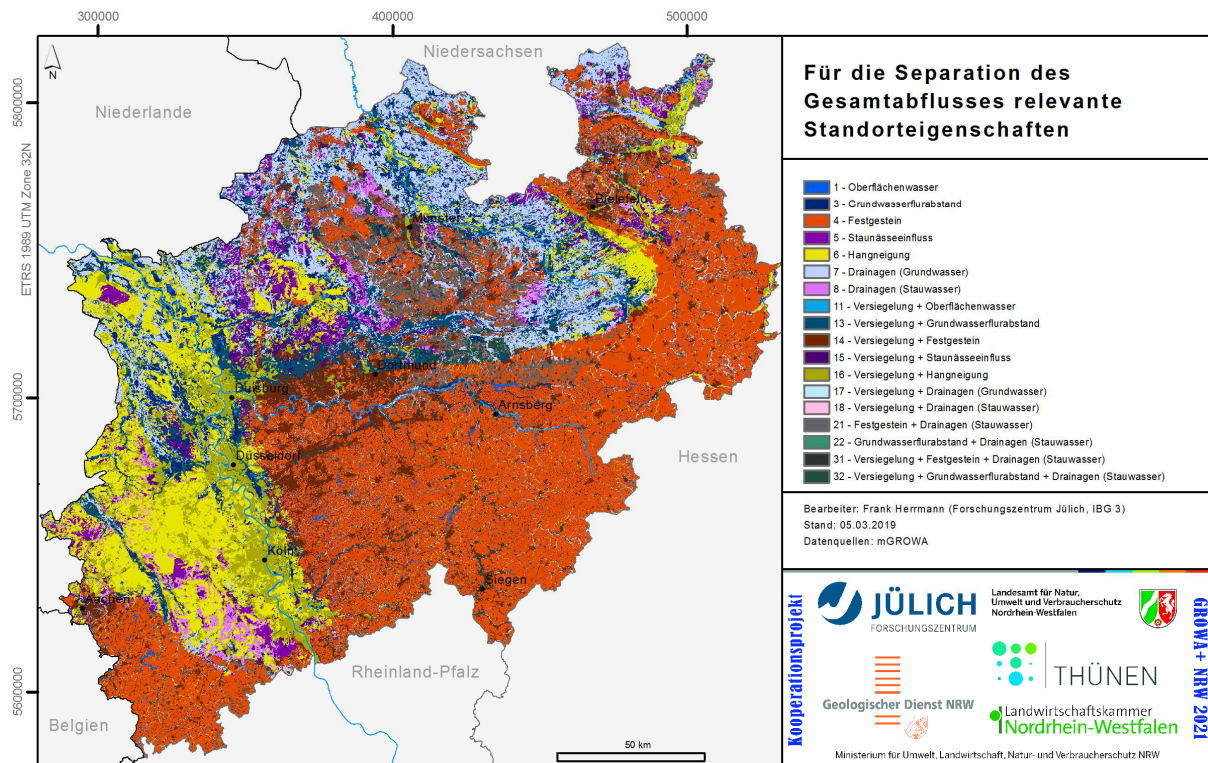 300000
400000
500000
5800000
5700000
5600000
ETRS 1989 UTM Zone 32N
N
Niedersachsen
Niederlande
Münster
Bielefeld
Duisburg
Dortmund
Arnsberg
Düsseldorf
Hessen
Köln
Siegen
Aachen
Rheinland-Pfalz
Belgien
50 km
Für die Separation des
Gesamtabflusses relevante
Standorteigenschaften
1 - Oberflächenwasser
3 - Grundwasserflurabstand
4 - Festgestein
5 - Staunässeeinfluss
6 - Hangneigung
7 - Drainagen (Grundwasser)
8 - Drainagen (Stauwasser)
11 - Versiegelung + Oberflächenwasser
13 - Versiegelung + Grundwasserflurabstand
14 - Versiegelung + Festgestein
15 - Versiegelung + Staunässeeinfluss
16 - Versiegelung + Hangneigung
17 - Versiegelung + Drainagen (Grundwasser)
18 - Versiegelung + Drainagen (Stauwasser)
21 - Festgestein + Drainagen (Stauwasser)
22 - Grundwasserflurabstand + Drainagen (Stauwasser)
31 - Versiegelung + Festgestein + Drainagen (Stauwasser)
32 - Versiegelung + Grundwasserflurabstand + Drainagen (Stauwasser)
Bearbeiter: Frank Herrmann (Forschungszentrum Jülich, IBG 3)
Stand: 05.03.2019
Datenquellen: mGROWA
Kooperationsprojekt
JÜLICH
FORSCHUNGSZENTRUM
Landesamt für Natur,
Umwelt und Verbraucherschutz
Nordrhein-Westfalen
THÜNEN
Geologischer Dienst NRW
Landwirtschaftskammer
Nordrhein-Westfalen
GROWA+ NRW 2021
Ministerium für Umwelt, Landwirtschaft, Natur- und Verbraucherschutz NRW